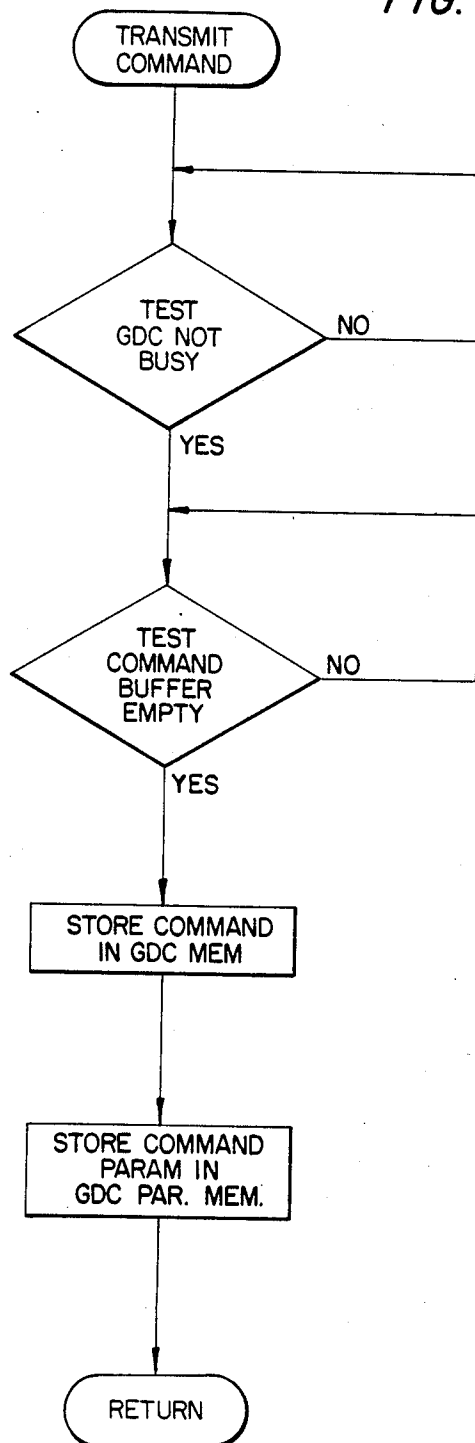 FIG.
TRANSMIT
COMMAND
TEST
GDC NOT
BUSY
NO
YES
TEST
COMMAND
BUFFER
EMPTY
NO
YES
STORE COMMAND
IN GDC MEM
STORE COMMAND
PARAM IN
GDC PAR. MEM.
RETURN